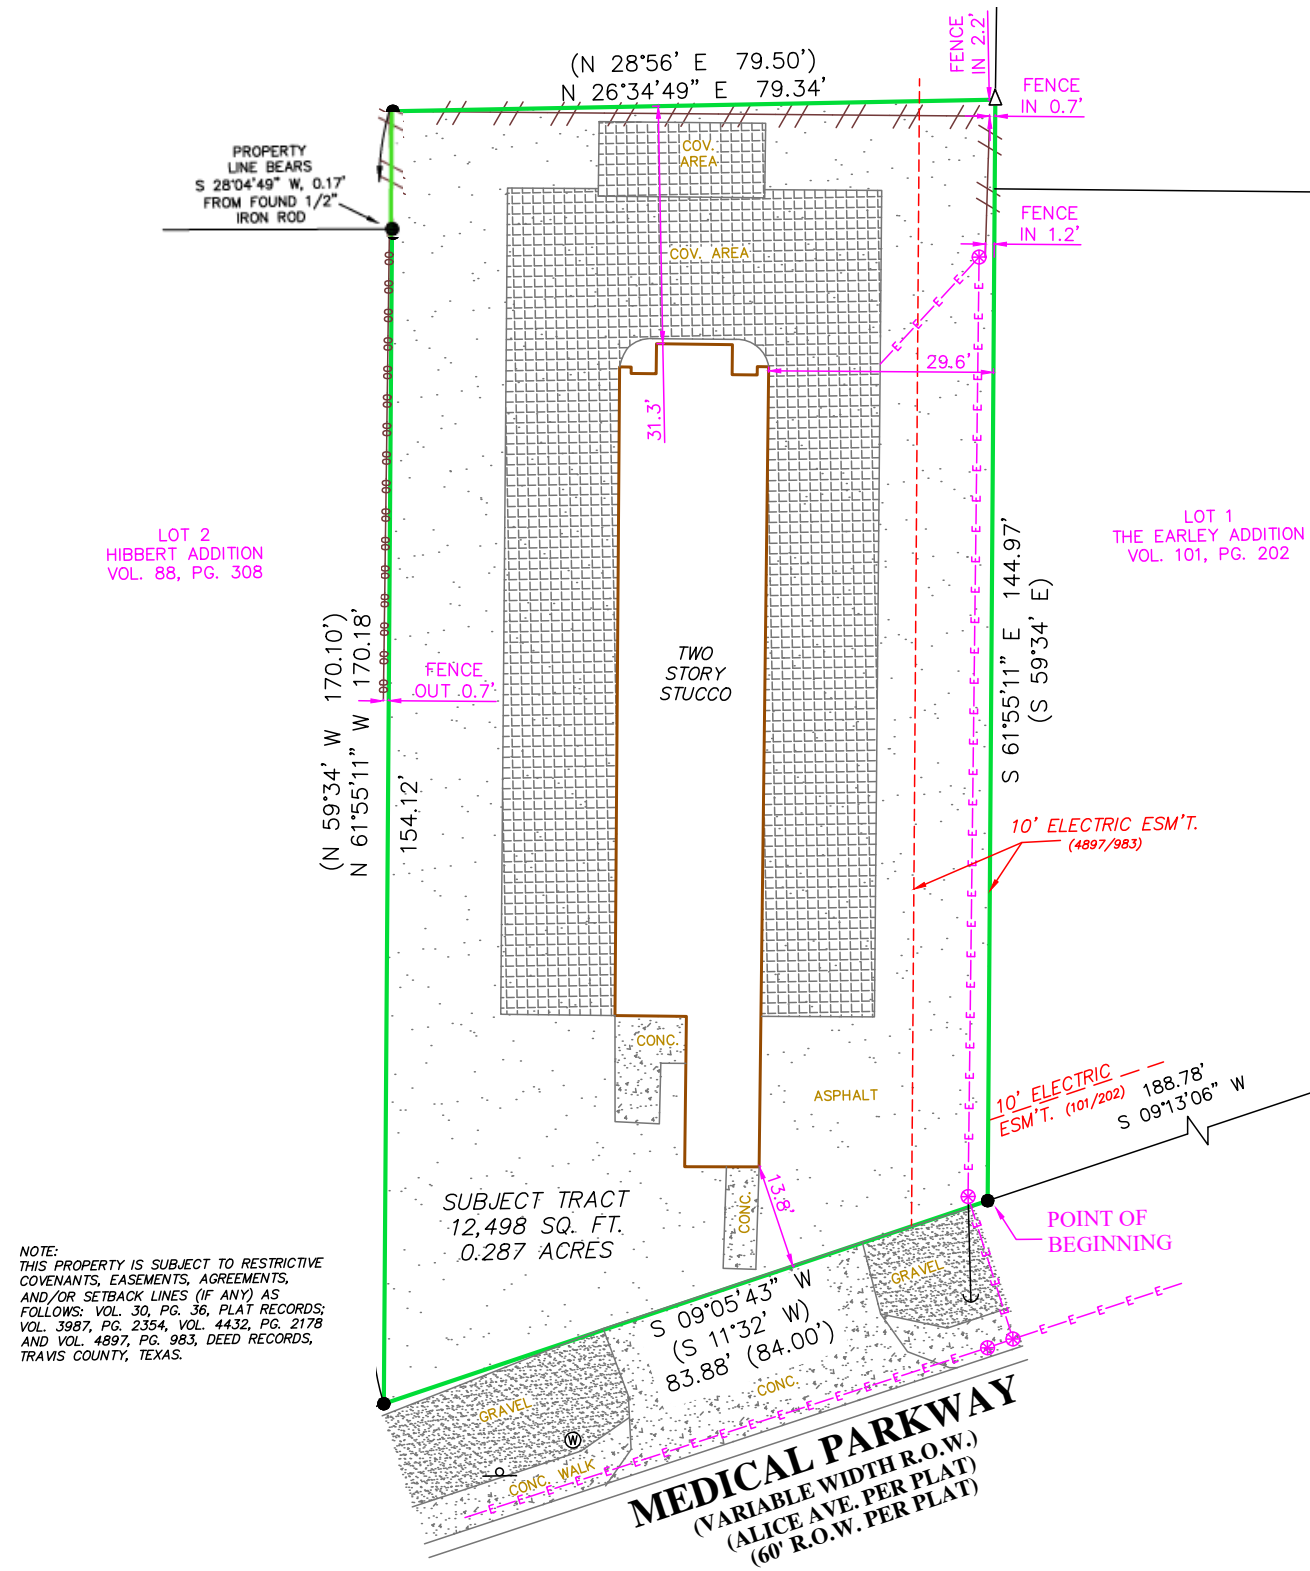 (N 28°56' E 79.50')
N 26°34'49" E 79.34'
FENCE
IN 2.2'
FENCE
IN 0.7'
PROPERTY
LINE BEARS
S 28°04'49" W, 0.17'
FROM FOUND 1/2"
IRON ROD
COV.
AREA
FENCE
IN 1.2'
COV. AREA
E
E
E
E
29.6'
31.3'
LOT 2
HIBBERT ADDITION
VOL. 88, PG. 308
LOT 1
THE EARLEY ADDITION
VOL. 101, PG. 202
S 61°55'11" E 144.97'
(S 59°34' E)
(N 59°34' W 170.10')
N 61°55'11" W 170.18'
154.12'
FENCE
OUT 0.7'
TWO
STORY
STUCCO
10' ELECTRIC ESM'T.
(4897/983)
CONC.
ASPHALT
10' ELECTRIC
ESM'T. (101/202)
188.78'
S 09°13'06" W
SUBJECT TRACT
12,498 SQ. FT.
0.287 ACRES
CONC.
13.8'
POINT OF
BEGINNING
NOTE:
THIS PROPERTY IS SUBJECT TO RESTRICTIVE
COVENANTS, EASEMENTS, AGREEMENTS,
AND/OR SETBACK LINES (IF ANY) AS
FOLLOWS: VOL. 30, PG. 36, PLAT RECORDS;
VOL. 3987, PG. 2354, VOL. 4432, PG. 2178
AND VOL. 4897, PG. 983, DEED RECORDS,
TRAVIS COUNTY, TEXAS.
GRAVEL
S 09°05'43" W
(S 11°32' W)
83.88' (84.00')
CONC.
GRAVEL
W
CONC. WALK
MEDICAL PARKWAY
(VARIABLE WIDTH R.O.W.)
(ALICE AVE. PER PLAT)
(60' R.O.W. PER PLAT)